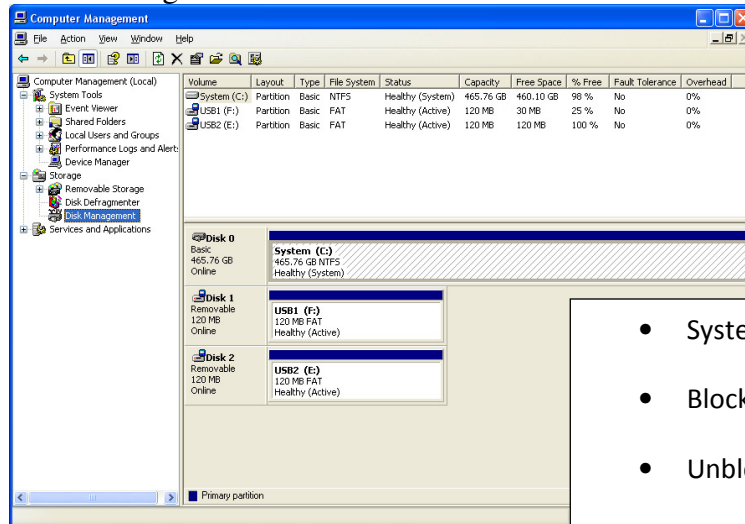 Computer Management
File Action View Window Help
Computer Management (Local)
System Tools
Event Viewer
Shared Folders
Local Users and Groups
Performance Logs and Alert
Device Manager
Storage
Removable Storage
Disk Defragmenter
Disk Management
Services and Applications
Volume Layout Type File System Status Capacity Free Space % Free Fault Tolerance Overhead
System (C:) Partition Basic NTFS Healthy (System) 465.76 GB 460.10 GB 98 % No 0%
USB1 (F:) Partition Basic FAT Healthy (Active) 120 MB 30 MB 25 % No 0%
USB2 (E:) Partition Basic FAT Healthy (Active) 120 MB 120 MB 100 % No 0%
Disk 0
Basic
465.76 GB
Online
System (C:)
465.76 GB NTFS
Healthy (System)
Disk 1
Removable
120 MB
Online
USB1 (F:)
120 MB FAT
Healthy (Active)
Disk 2
Removable
120 MB
Online
USB2 (E:)
120 MB FAT
Healthy (Active)
Primary partition
• Syste
• Block
• Unbl